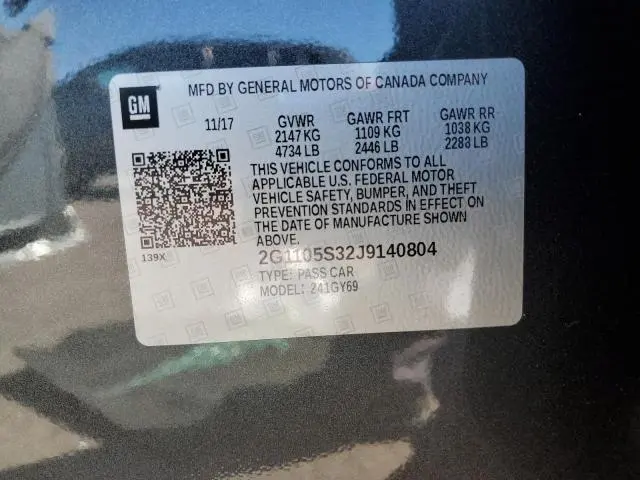 MFD BY GENERAL MOTORS OF CANADA COMPANY
GM
11/17 GVWR GAWR FRT GAWR RR
2147 KG 1109 KG 1038 KG
4734 LB 2446 LB 2283 LB
THIS VEHICLE CONFORMS TO ALL
APPLICABLE U.S. FEDERAL MOTOR
VEHICLE SAFETY, BUMPER, AND THEFT
PREVENTION STANDARDS IN EFFECT ON
THE DATE OF MANUFACTURE SHOWN
ABOVE.
139X
2G1105S32J9140804
TYPE: PASS CAR
MODEL: 241GY69